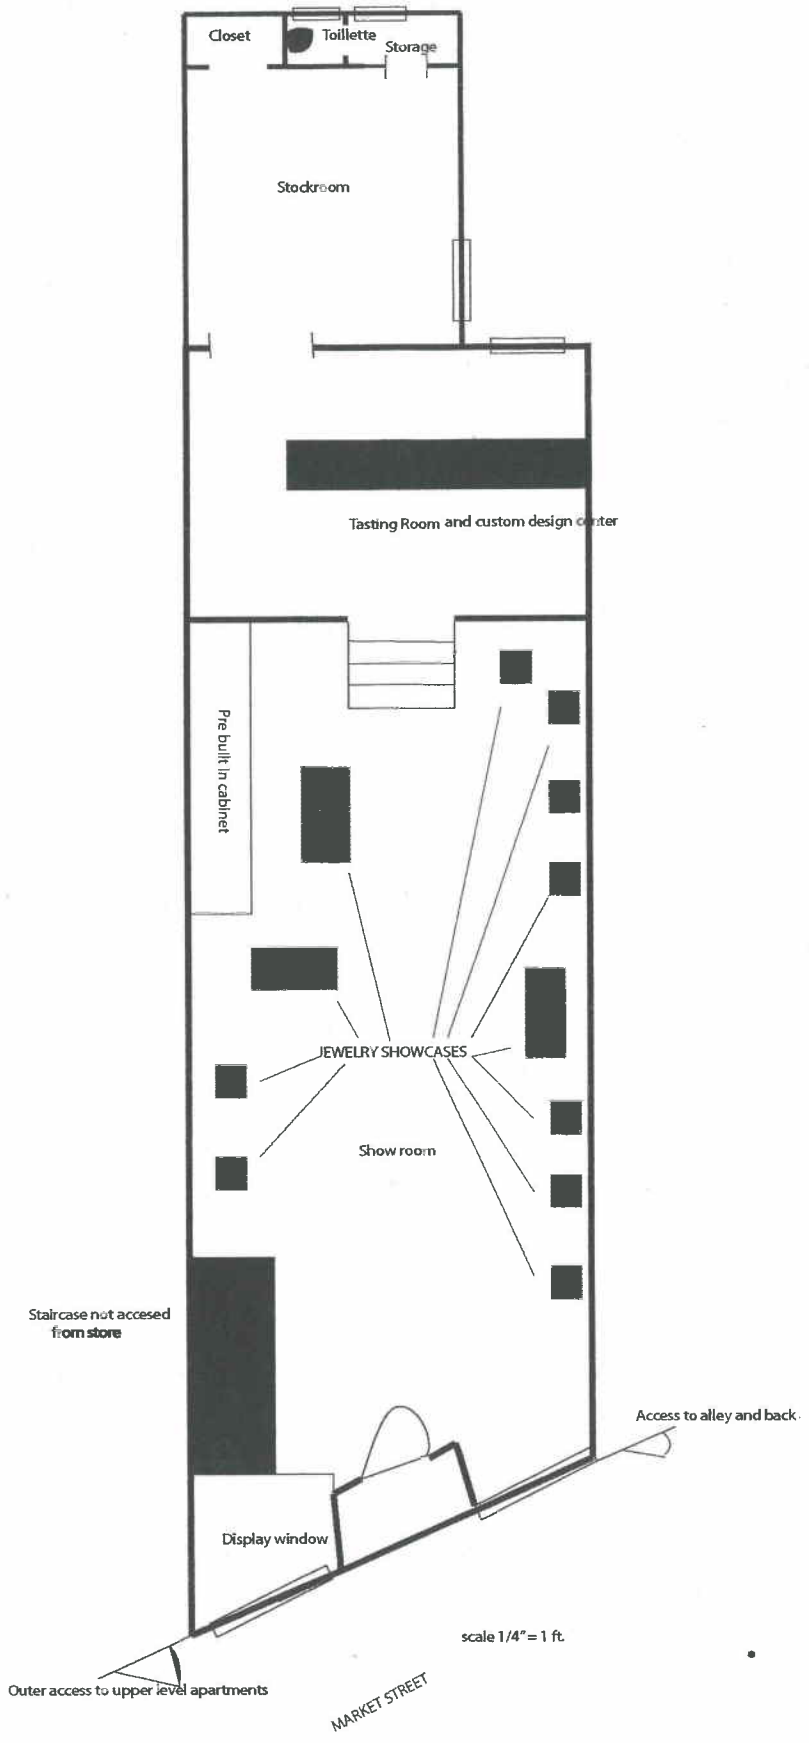 Closet
Toillette
Storage
Stockroom
Tasting Room and custom design center
Pre built in cabinet
JEWELRY SHOWCASES
Show room
Staircase not accesed
from store
Access to alley and back
Display window
scale 1/4"= 1 ft.
Outer access to upper level apartments
MARKET STREET